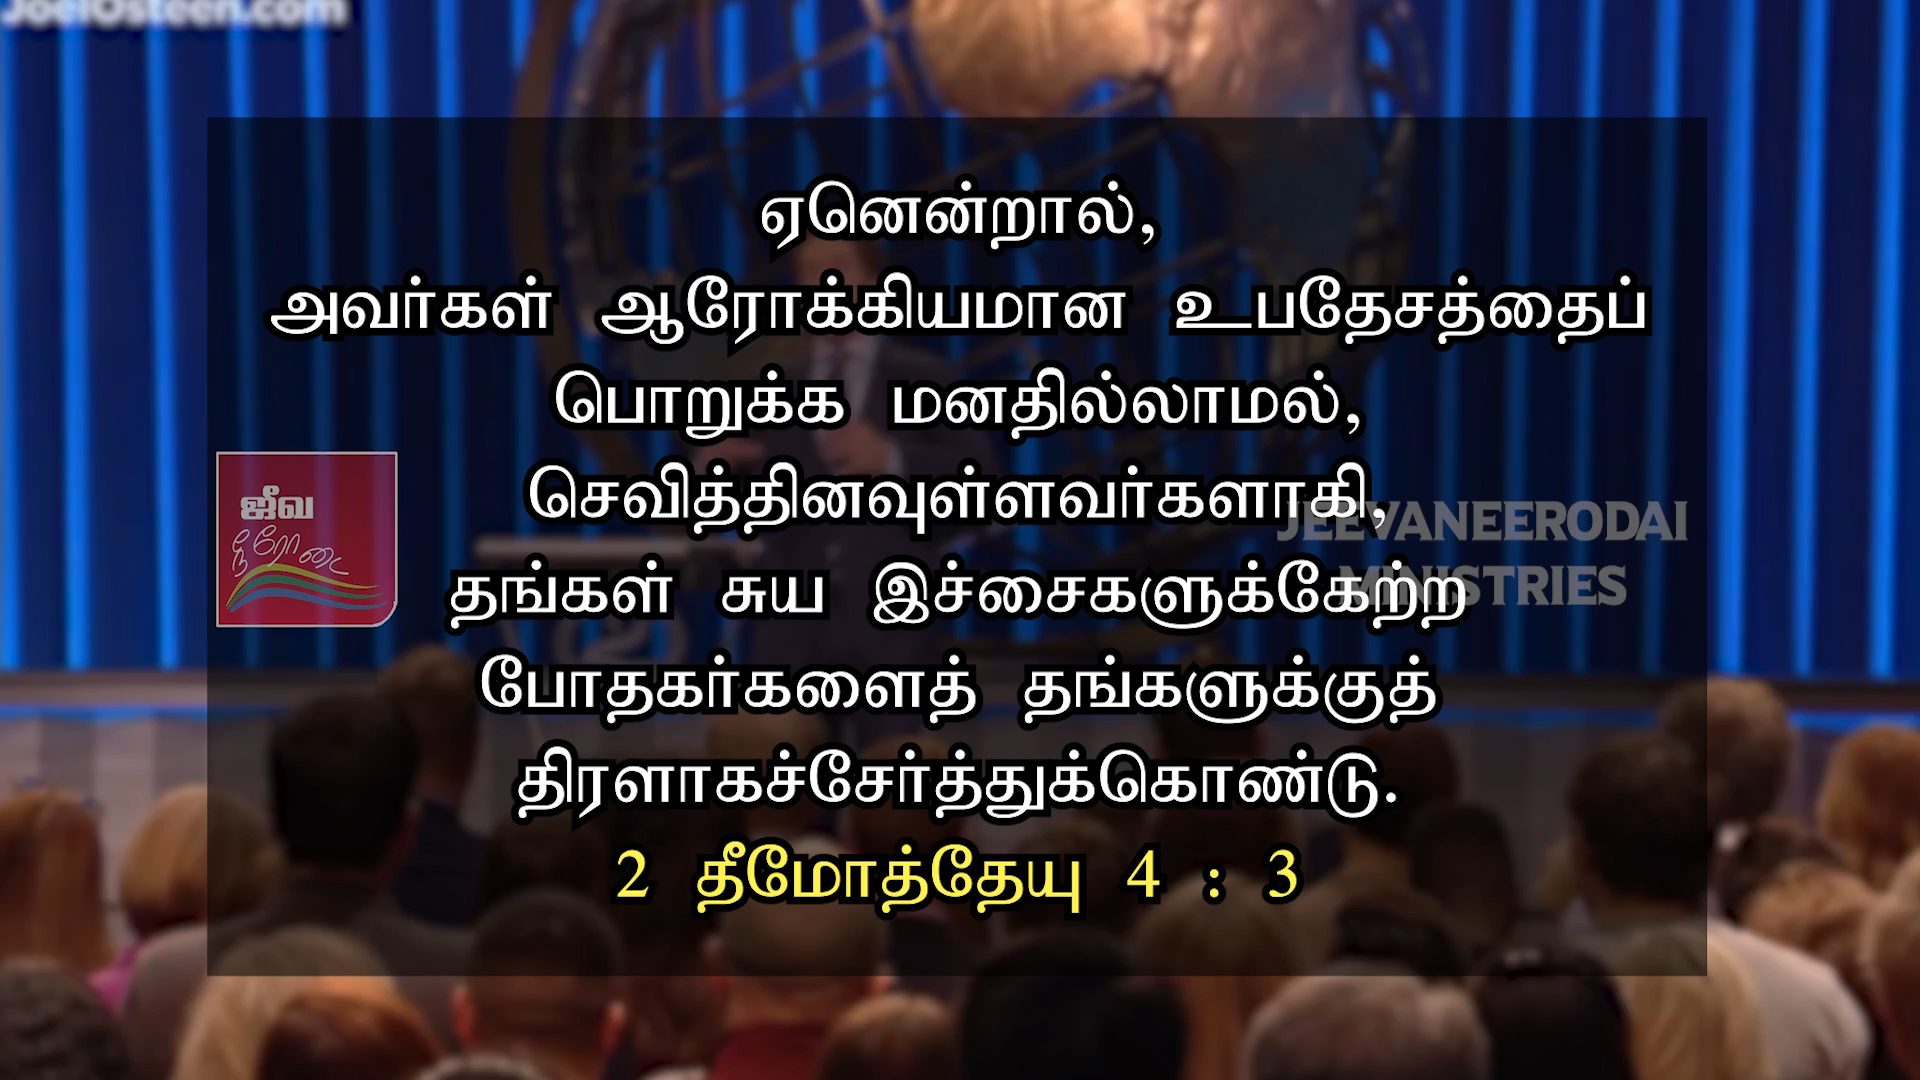 JoelOsteen.com
ஏனென்றால்,
அவர்கள் ஆரோக்கியமான உபதேசத்தைப்
பொறுக்க மனதில்லாமல்,
செவித்தினவுள்ளவர்களாகி,
தங்கள் சுய இச்சைகளுக்கேற்ற
போதகர்களைத் தங்களுக்குத்
திரளாகச்சேர்த்துக்கொண்டு.
2 தீமோத்தேயு 4 : 3
ஜீவ
நீரோடை
JEEVANEERODAI
MINISTRIES